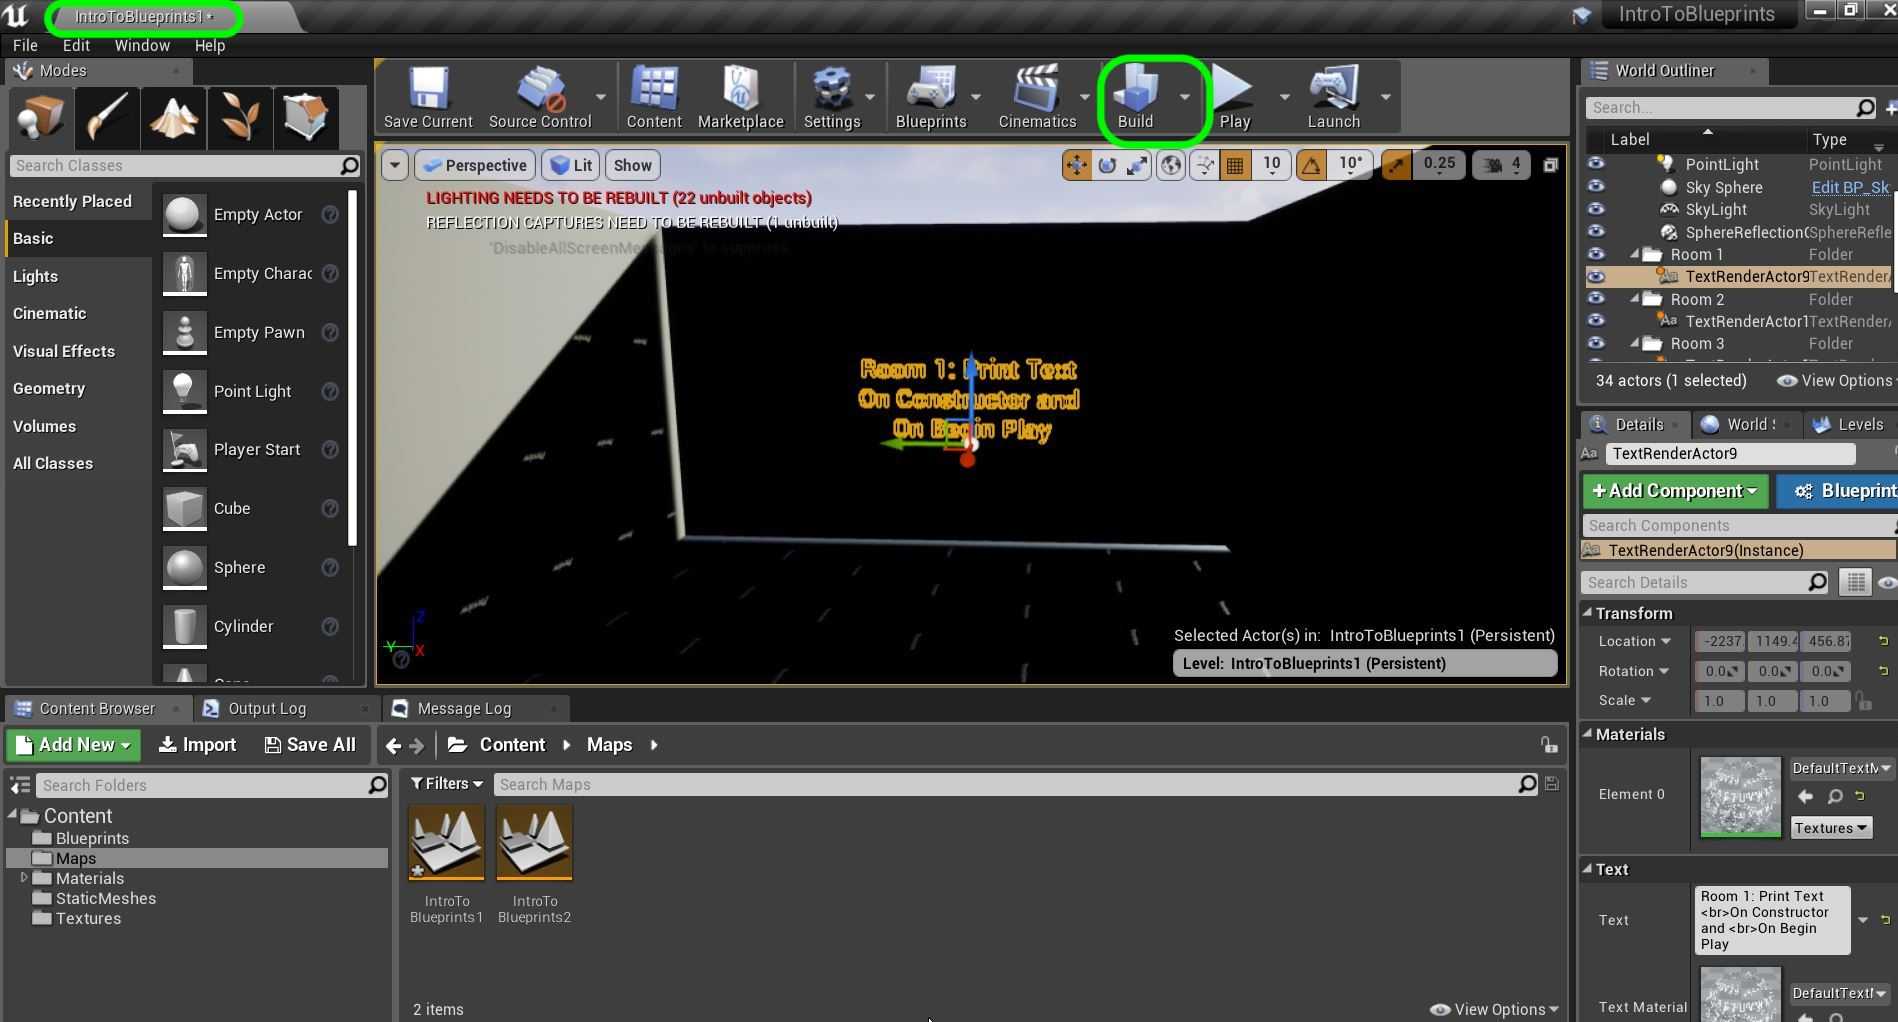 IntroToBlueprints1*
IntroToBlueprints
File Edit Window Help
Modes
Save Current Source Control Content Marketplace Settings Blueprints Cinematics Build Play Launch
Search Classes
Recently Placed
Basic
Lights
Cinematic
Visual Effects
Geometry
Volumes
All Classes
Empty Actor
Empty Charac
Empty Pawn
Point Light
Player Start
Cube
Sphere
Cylinder
Perspective Lit Show
10 10° 0.25 4
LIGHTING NEEDS TO BE REBUILT (22 unbuilt objects)
REFLECTION CAPTURES NEED TO BE REBUILT (1 unbuilt)
Room 1: Print Text
On Constructor and
On Begin Play
Z
Y X
Selected Actor(s) in: IntroToBlueprints1 (Persistent)
Level: IntroToBlueprints1 (Persistent)
World Outliner
Search...
Label Type
PointLight PointLight
Sky Sphere Edit BP_Sk
SkyLight SkyLight
SphereReflection SphereRefle
Room 1 Folder
TextRenderActor9 TextRender
Room 2 Folder
TextRenderActor1 TextRender
Room 3 Folder
34 actors (1 selected) View Options
Details World Levels
TextRenderActor9
+Add Component Blueprint
Search Components
TextRenderActor9(Instance)
Search Details
Transform
Location -2237 1149.4 456.87
Rotation 0.0 0.0 0.0
Scale 1.0 1.0 1.0
Materials
Element 0
DefaultTextM
Textures
Text
Text
Room 1: Print Text
<br>On Constructor
and <br>On Begin
Play
Text Material
DefaultText
Content Browser Output Log Message Log
Add New Import Save All Content Maps
Search Folders
Filters Search Maps
Content
Blueprints
Maps
Materials
StaticMeshes
Textures
IntroTo
Blueprints1
IntroTo
Blueprints2
2 items
View Options